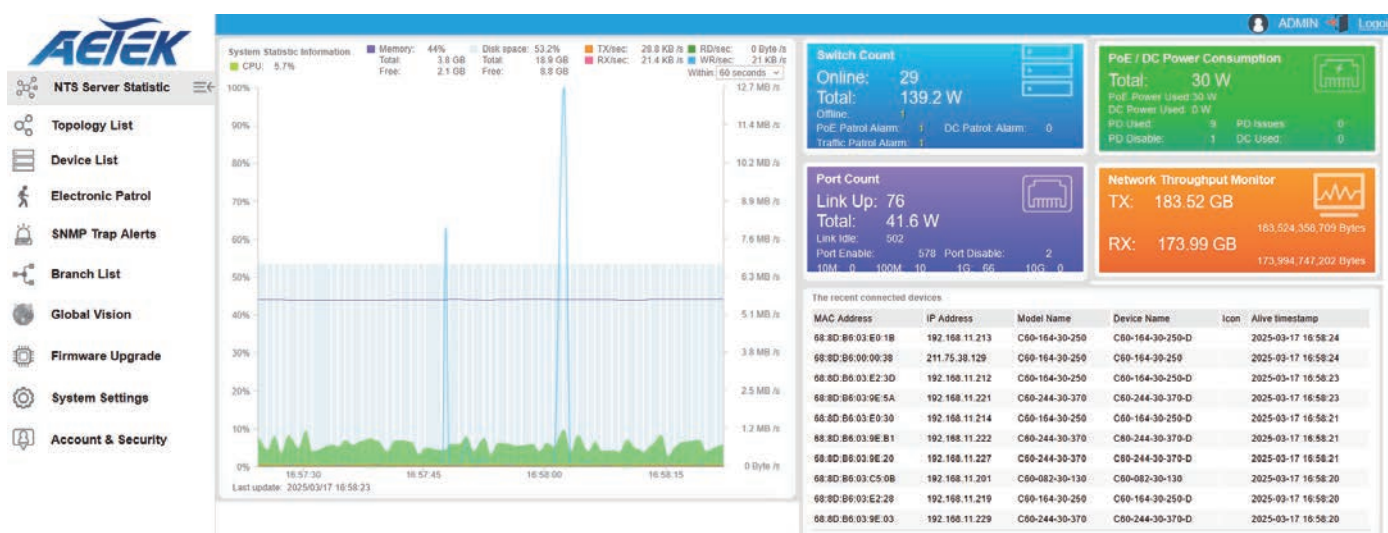 AETEK
ADMIN
NTS Server Statistic
Topology List
Device List
Electronic Patrol
SNMP Trap Alerts
Branch List
Global Vision
Firmware Upgrade
System Settings
Account & Security
System Statistic Information
CPU: 5.7%
Memory: 44%
Total: 3.8 GB
Free: 2.1 GB
Disk space: 53.2%
Total: 18.9 GB
Free: 8.8 GB
TX/sec: 28.8 KB /s
RX/sec: 21.4 KB /s
RD/sec: 0 Byte /s
WR/sec: 21 KB /s
Within: 60 seconds
100% 12.7 MB /s
90% 11.4 MB /s
80% 10.2 MB /s
70% 8.9 MB /s
60% 7.6 MB /s
50% 6.3 MB /s
40% 5.1 MB /s
30% 3.8 MB /s
20% 2.5 MB /s
10% 1.2 MB /s
0% 0 Byte /s
16:57:30 16:57:45 16:58:00 16:58:15
Last update: 2025/03/17 16:58:23
Switch Count
Online: 29
Total: 139.2 W
Offline: 1
PoE Patrol Alarm: 1 DC Patrol Alarm: 0
Traffic Patrol Alarm: 1
PoE / DC Power Consumption
Total: 30 W
PoE Power Used: 30 W
DC Power Used: 0 W
PD Used: 9 PD Issues: 0
PD Disable: 1 DC Used: 0
Port Count
Link Up: 76
Total: 41.6 W
Link Idle: 502
Port Enable: 578 Port Disable: 2
10M: 0 100M: 10 1G: 66 10G: 0
Network Throughput Monitor
TX: 183.52 GB
183,524,356,709 Bytes
RX: 173.99 GB
173,994,747,202 Bytes
The recent connected devices
MAC Address IP Address Model Name Device Name Icon Alive timestamp
68:8D:B6:03:E0:1B 192.168.11.213 C60-164-30-250 C60-164-30-250-D 2025-03-17 16:58:24
68:8D:B6:00:00:38 211.75.38.129 C60-164-30-250 C60-164-30-250 2025-03-17 16:58:24
68:8D:B6:03:E2:3D 192.168.11.212 C60-164-30-250 C60-164-30-250-D 2025-03-17 16:58:23
68:8D:B6:03:9E:5A 192.168.11.221 C60-244-30-370 C60-244-30-370-D 2025-03-17 16:58:23
68:8D:B6:03:E0:30 192.168.11.214 C60-164-30-250 C60-164-30-250-D 2025-03-17 16:58:21
68:8D:B6:03:9E:B1 192.168.11.222 C60-244-30-370 C60-244-30-370-D 2025-03-17 16:58:21
68:8D:B6:03:9E:20 192.168.11.227 C60-244-30-370 C60-244-30-370-D 2025-03-17 16:58:21
68:8D:B6:03:C5:0B 192.168.11.201 C60-082-30-130 C60-082-30-130 2025-03-17 16:58:20
68:8D:B6:03:E2:28 192.168.11.219 C60-164-30-250 C60-164-30-250-D 2025-03-17 16:58:20
68:8D:B6:03:9E:03 192.168.11.229 C60-244-30-370 C60-244-30-370-D 2025-03-17 16:58:20